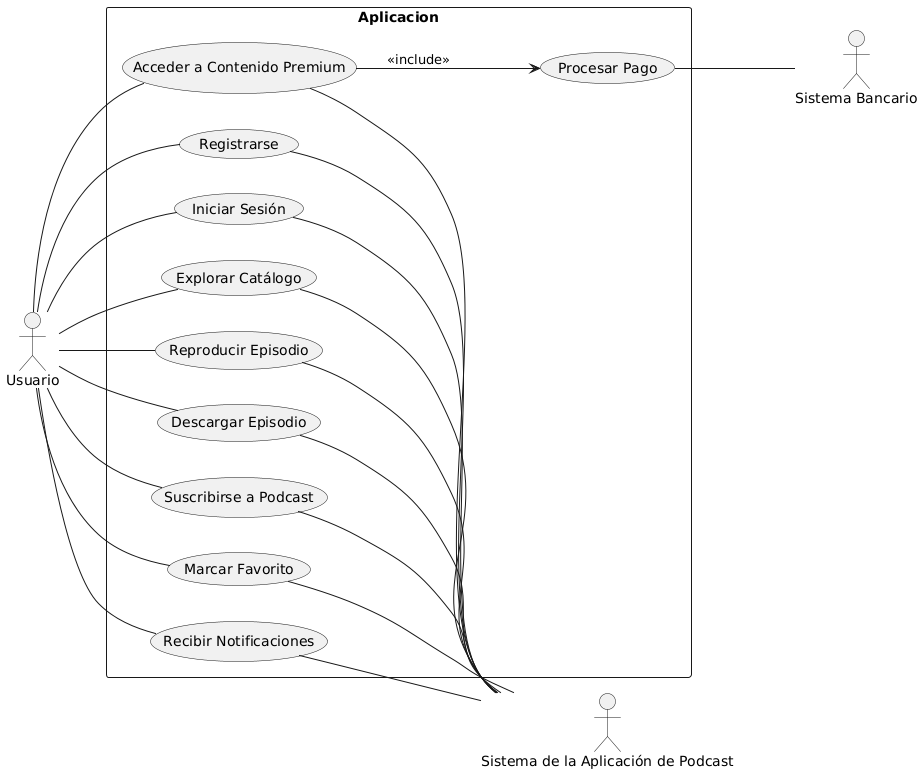 Aplicacion
Acceder a Contenido Premium
«include»
Procesar Pago
Sistema Bancario
Registrarse
Iniciar Sesión
Explorar Catálogo
Reproducir Episodio
Usuario
Descargar Episodio
Suscribirse a Podcast
Marcar Favorito
Recibir Notificaciones
Sistema de la Aplicación de Podcast